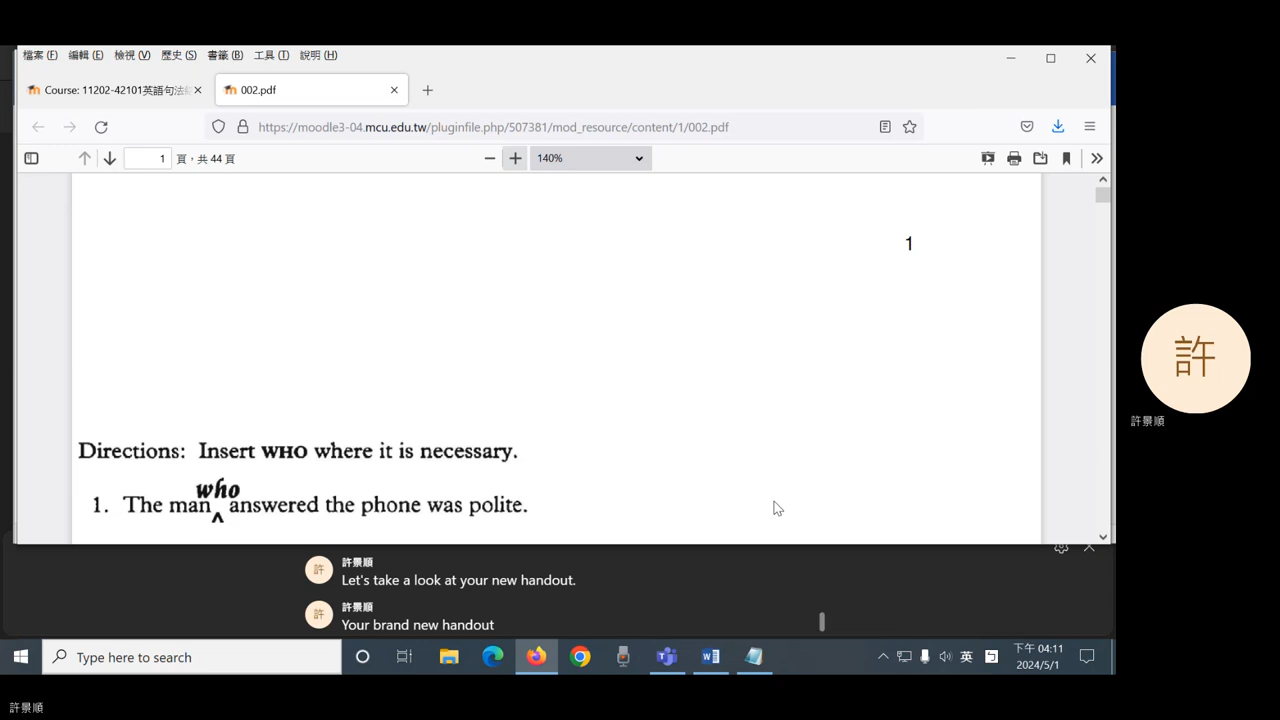 檔案 (F) 編輯 (E) 檢視 (V) 歷史 (S) 書籤 (B) 工具 (T) 說明 (H)
Course: 11202-42101英語句法
002.pdf
https://moodle3-04.mcu.edu.tw/pluginfile.php/507381/mod_resource/content/1/002.pdf
1 頁，共 44 頁
140%
1
Directions: Insert WHO where it is necessary.
who
1. The man ^ answered the phone was polite.
許
許景順
許 許景順
Let's take a look at your new handout.
許 許景順
Your brand new handout
Type here to search
英
下午 04:11
2024/5/1
許景順